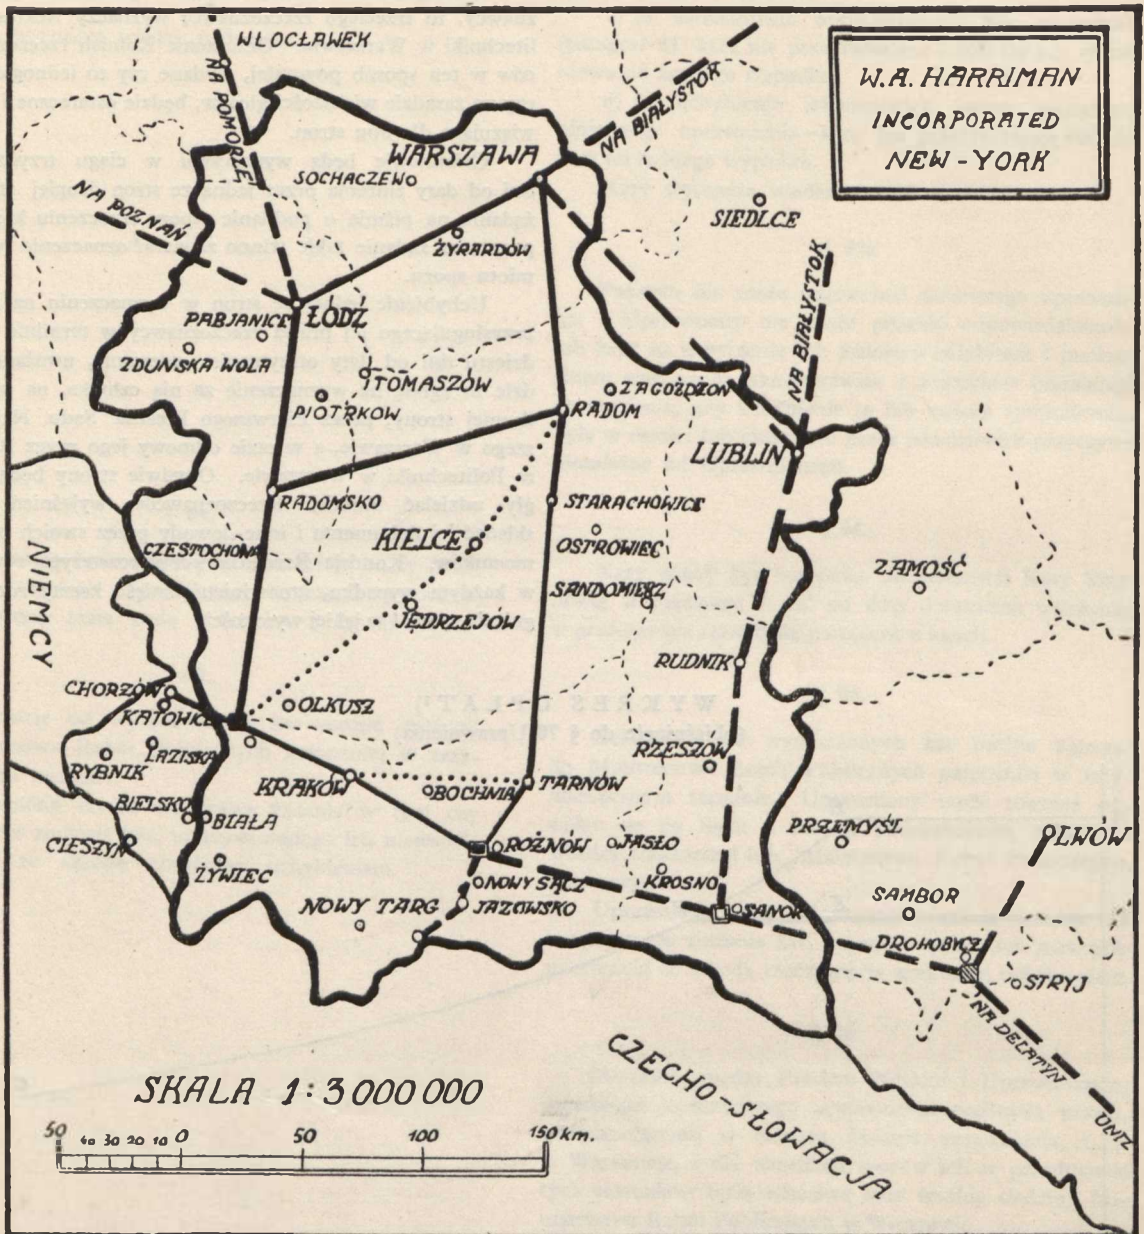 W.A. HARRIMAN
INCORPORATED
NEW-YORK
WŁOCŁAWEK
NA POMORZE
NA BIAŁYSTOK
WARSZAWA
SOCHACZEW
NA POZNAŃ
ŻYRARDÓW
SIEDLCE
NA BIAŁYSTOK
PABJANICE
ŁÓDŹ
ZDUŃSKA WOLA
TOMASZÓW
ZAGOŻDŻON
PIOTRKÓW
RADOM
LUBLIN
RADOMSKO
STARACHOWICE
NIEMCY
CZĘSTOCHOWA
KIELCE
OSTROWIEC
SANDOMIERZ
ZAMOŚĆ
JĘDRZEJÓW
RUDNIK
CHORZÓW
KATOWICE
OLKUSZ
RZESZÓW
ŁAZISKA
RYBNIK
KRAKÓW
BOCHNIA
TARNÓW
BIELSKO
BIAŁA
PRZEMYŚL
LWÓW
CIESZYN
ROŻNÓW
JASŁO
ŻYWIEC
NOWY SĄCZ
KROSNO
SAMBOR
NOWY TARG
JAZOWSKO
SANOK
DROHOBYCZ
STRYJ
NA DELATYN
CZECHO-SŁOWACJA
SKALA 1:3000000
50 40 30 20 10 0 50 100 150 km.